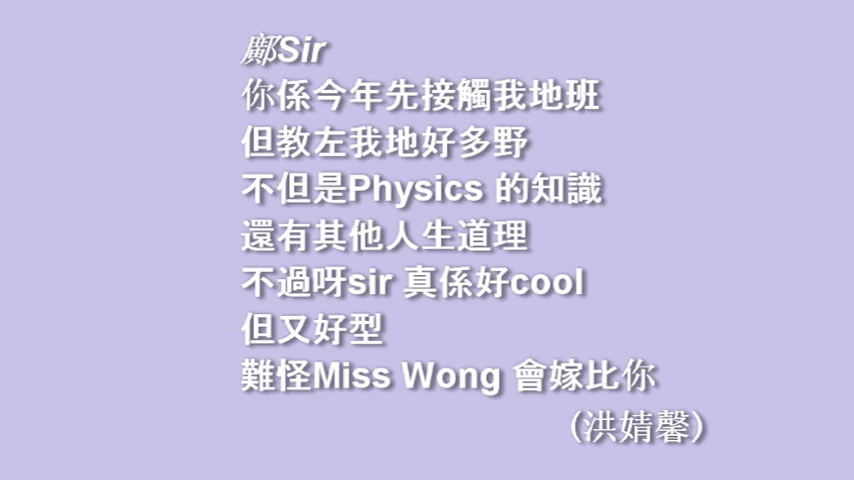 鄺Sir
你係今年先接觸我地班
但教左我地好多野
不但是Physics 的知識
還有其他人生道理
不過呀sir 真係好cool
但又好型
難怪Miss Wong 會嫁比你
(洪婧馨)